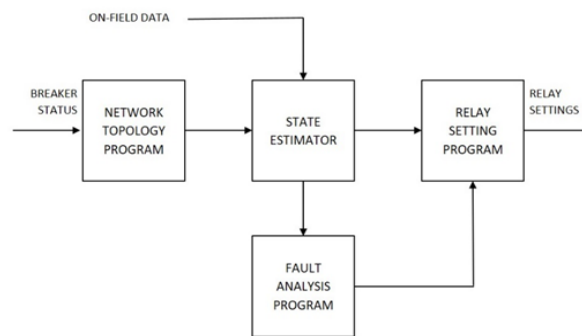 ON-FIELD DATA
BREAKER
STATUS
NETWORK
TOPOLOGY
PROGRAM
STATE
ESTIMATOR
RELAY
SETTING
PROGRAM
RELAY
SETTINGS
FAULT
ANALYSIS
PROGRAM